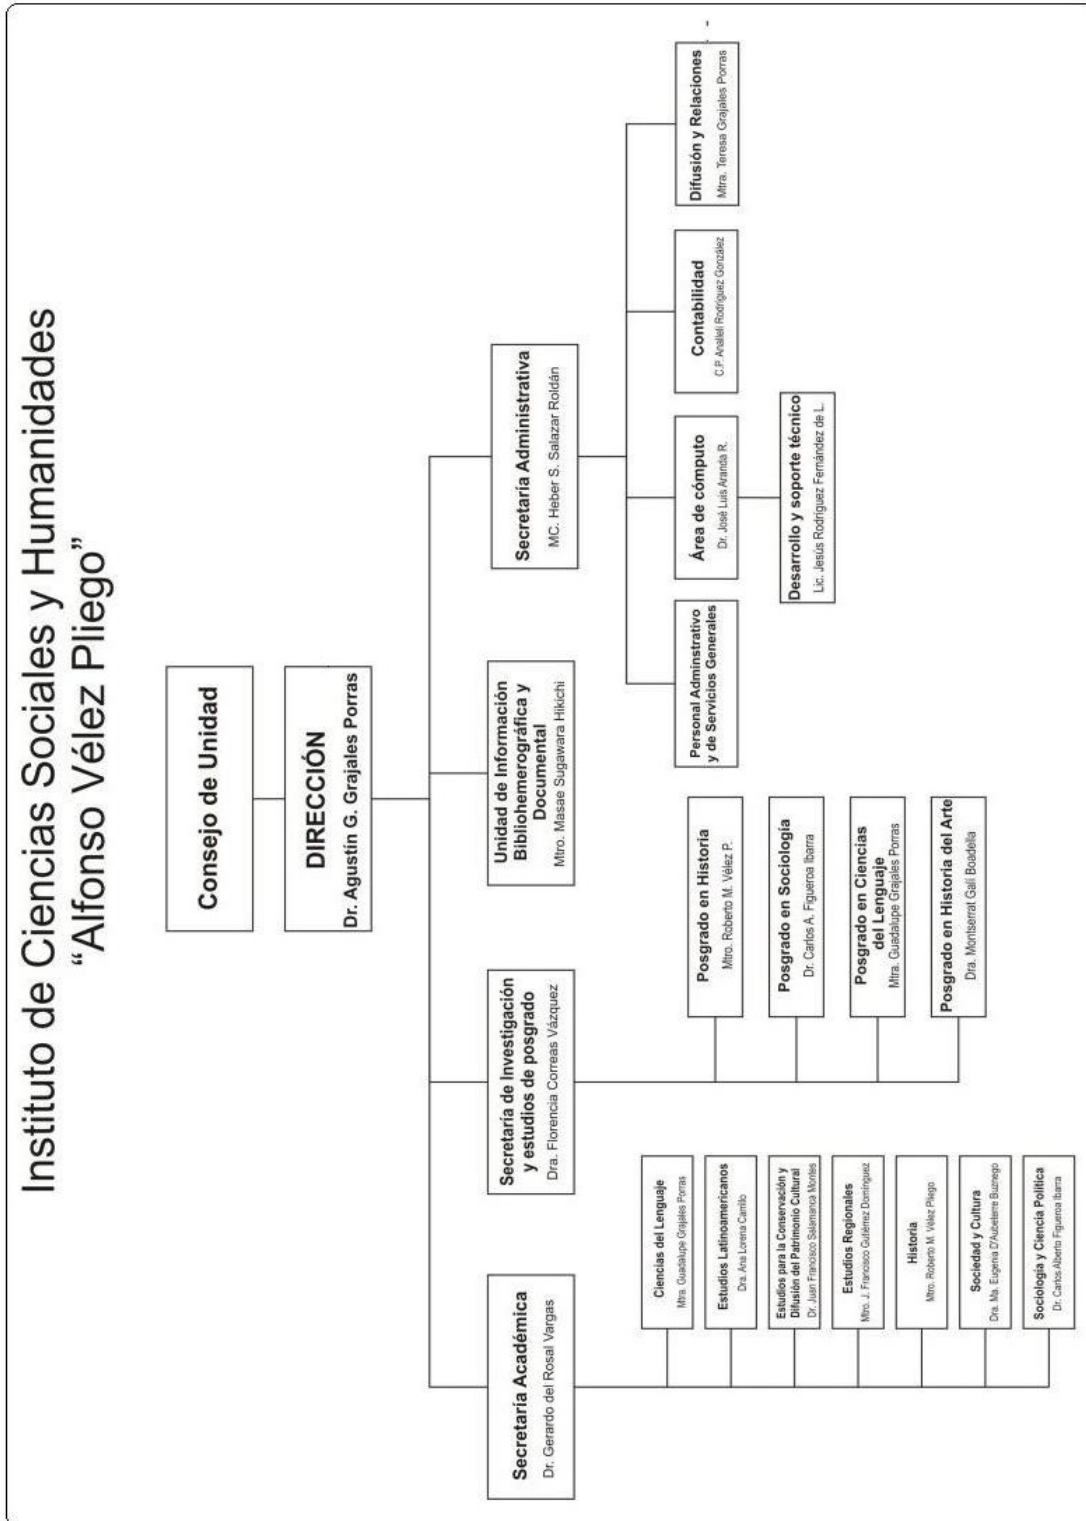 Instituto de Ciencias Sociales y Humanidades
“Alfonso Vélez Pliego”
Consejo de Unidad
DIRECCIÓN
Dr. Agustín G. Grajales Porras
Secretaría Académica
Dr. Gerardo del Rosal Vargas
Secretaría de Investigación
y estudios de posgrado
Dra. Florencia Correas Vázquez
Unidad de Información
Bibliohemerográfica y
Documental
Mtro. Masae Sugawara Hikichi
Secretaría Administrativa
MC. Heber S. Salazar Roldán
Ciencias del Lenguaje
Mtra. Guadalupe Grajales Porras
Estudios Latinoamericanos
Dra. Ana Lorena Carrillo
Estudios para la Conservación y
Difusión del Patrimonio Cultural
Dr. Juan Francisco Salamanca Montes
Estudios Regionales
Mtro. J. Francisco Gutiérrez Domínguez
Historia
Mtro. Roberto M. Vélez Pliego
Sociedad y Cultura
Dra. Ma. Eugenia D'Aubeterre Buznego
Sociología y Ciencia Política
Dr. Carlos Alberto Figueroa Ibarra
Posgrado en Historia
Mtro. Roberto M. Vélez P.
Posgrado en Sociología
Dr. Carlos A. Figueroa Ibarra
Posgrado en Ciencias
del Lenguaje
Mtra. Guadalupe Grajales Porras
Posgrado en Historia del Arte
Dra. Montserrat Galí Boadella
Personal Adminstrativo
y de Servicios Generales
Área de cómputo
Dr. José Luis Aranda R.
Contabilidad
C.P. Analleli Rodríguez González
Difusión y Relaciones
Mtra. Teresa Grajales Porras
Desarrollo y soporte técnico
Lic. Jesús Rodríguez Fernández de L.